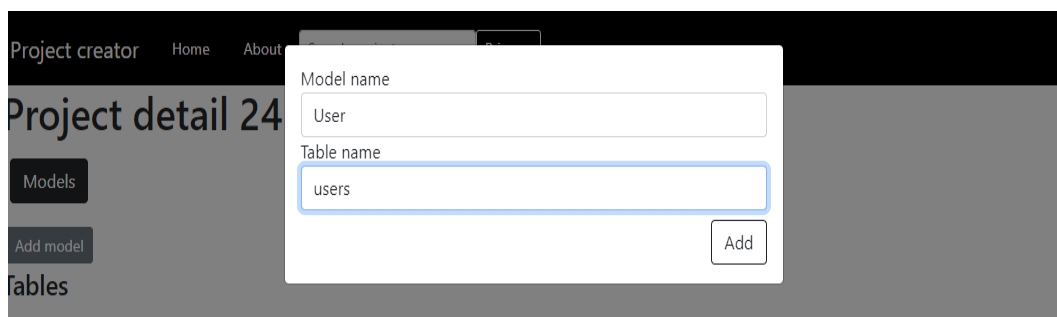 Project creator Home About
Project detail 24
Models
Add model
Tables
Model name
User
Table name
users
Add